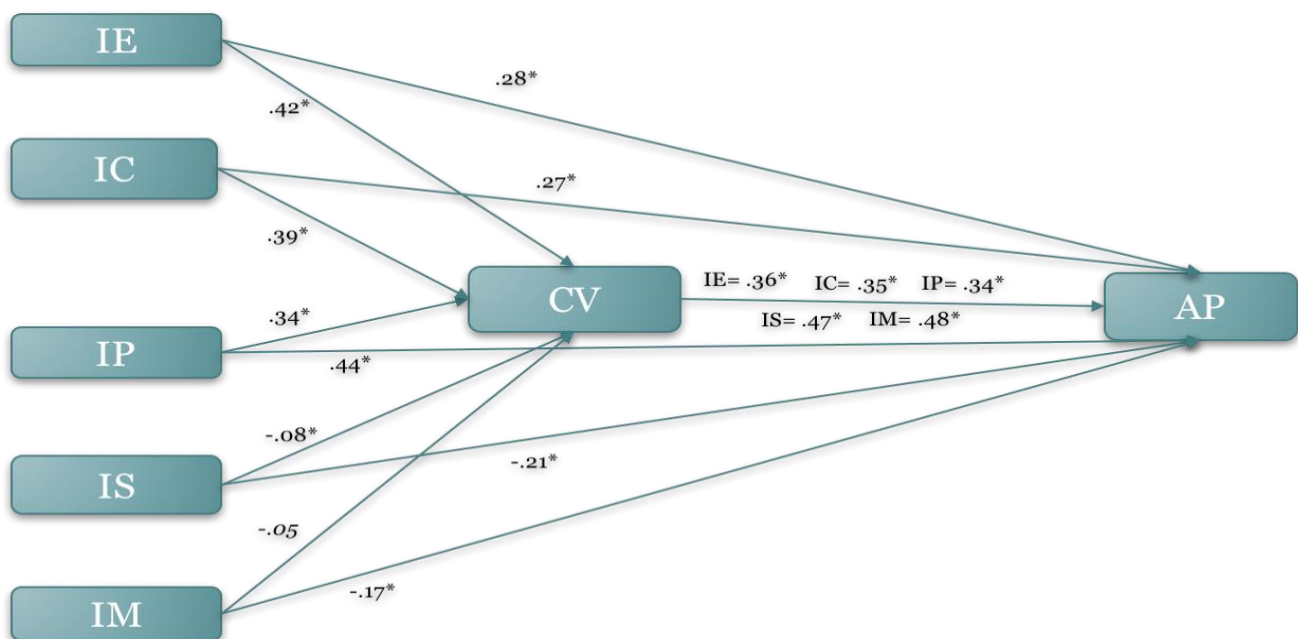 IE
.28*
.42*
IC
.27*
.39*
CV
IE= .36* IC= .35* IP= .34*
IS= .47* IM= .48*
AP
.34*
IP
.44*
-.08*
-.21*
IS
-.05
-.17*
IM